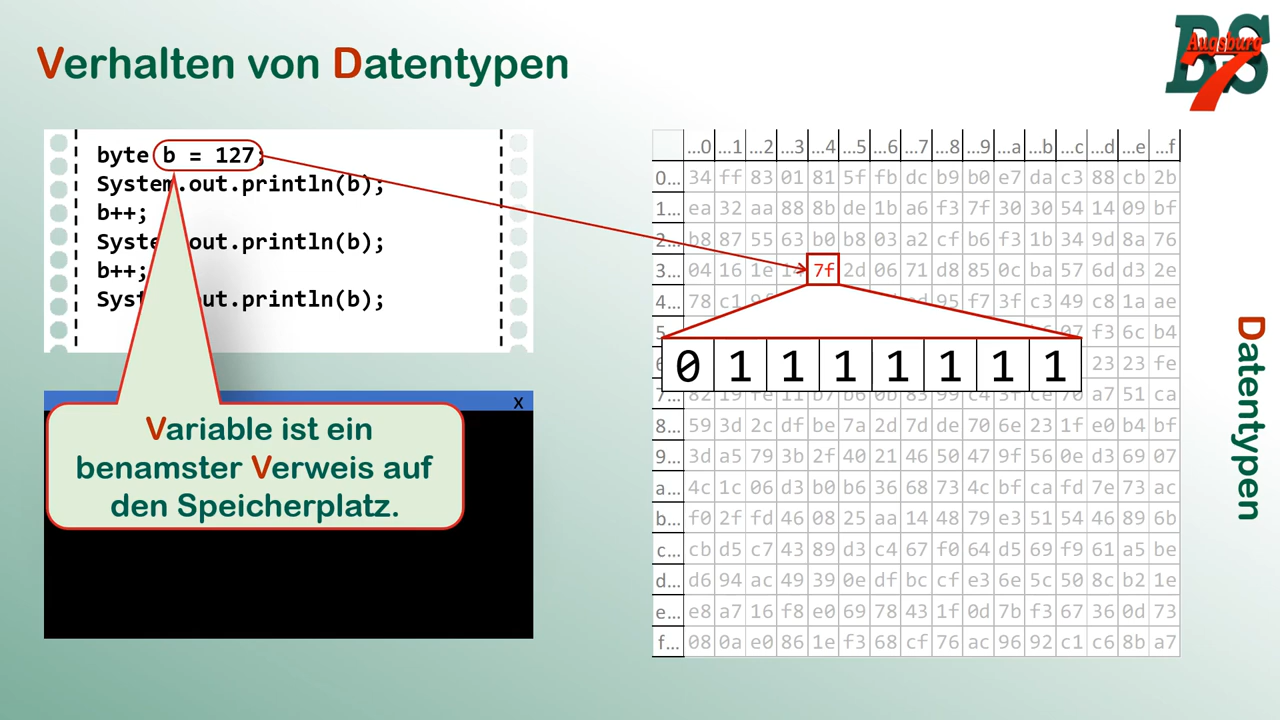 Verhalten von Datentypen
BS
Augsburg
7
byte b = 127;
System.out.println(b);
b++;
System.out.println(b);
b++;
System.out.println(b);
x
Variable ist ein
benamster Verweis auf
den Speicherplatz.
...0 ...1 ...2 ...3 ...4 ...5 ...6 ...7 ...8 ...9 ...a ...b ...c ...d ...e ...f
0... 34 ff 83 01 81 5f fb dc b9 b0 e7 da c3 88 cb 2b
1... ea 32 aa 88 8b de 1b a6 f3 7f 30 30 54 14 09 bf
2... b8 87 55 63 b0 b8 03 a2 cf b6 f3 1b 34 9d 8a 76
3... 04 16 1e 7f 2d 06 71 d8 85 0c ba 57 6d d3 2e
4... 78 c1 95 f7 3f c3 49 c8 1a ae
5... 07 f3 6c b4
0 1 1 1 1 1 1 1
23 23 fe
7... a7 51 ca
8... 59 3d 2c df be 7a 2d 7d de 70 6e 23 1f e0 b4 bf
9... 3d a5 79 3b 2f 40 21 46 50 47 9f 56 0e d3 69 07
a... 4c 1c 06 d3 b0 b6 36 68 73 4c bf ca fd 7e 73 ac
b... f0 2f fd 46 08 25 aa 14 48 79 e3 51 54 46 89 6b
c... cb d5 c7 43 89 d3 c4 67 f0 64 d5 69 f9 61 a5 be
d... d6 94 ac 49 39 0e df bc cf e3 6e 5c 50 8c b2 1e
e... e8 a7 16 f8 e0 69 78 43 1f 0d 7b f3 67 36 0d 73
f... 08 0a e0 86 1e f3 68 cf 76 ac 96 92 c1 c6 8b a7
Datentypen